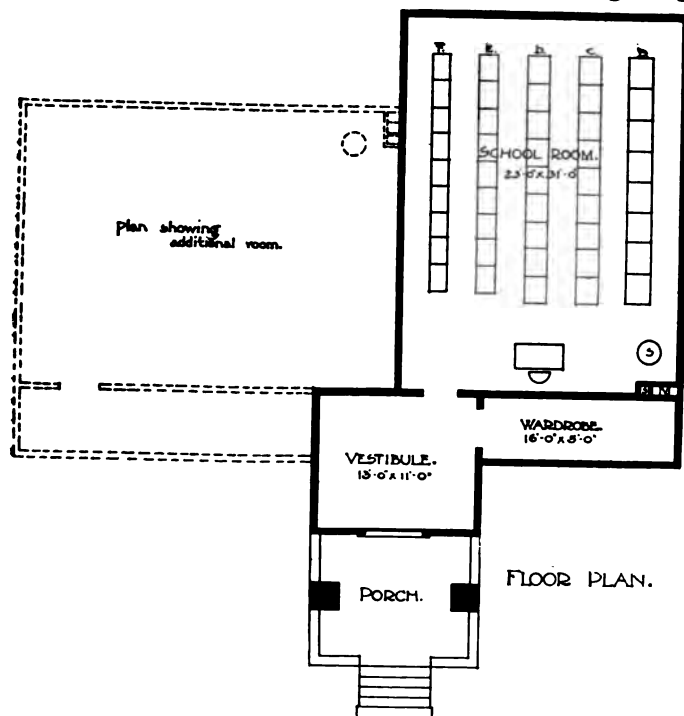 F. E. D. C. B.
SCHOOL ROOM.
23'-0" x 31'-0"
plan showing
additional room.
S
WARDROBE.
16'-0" x 5'-0"
VESTIBULE.
13'-0" x 11'-0"
PORCH.
FLOOR PLAN.